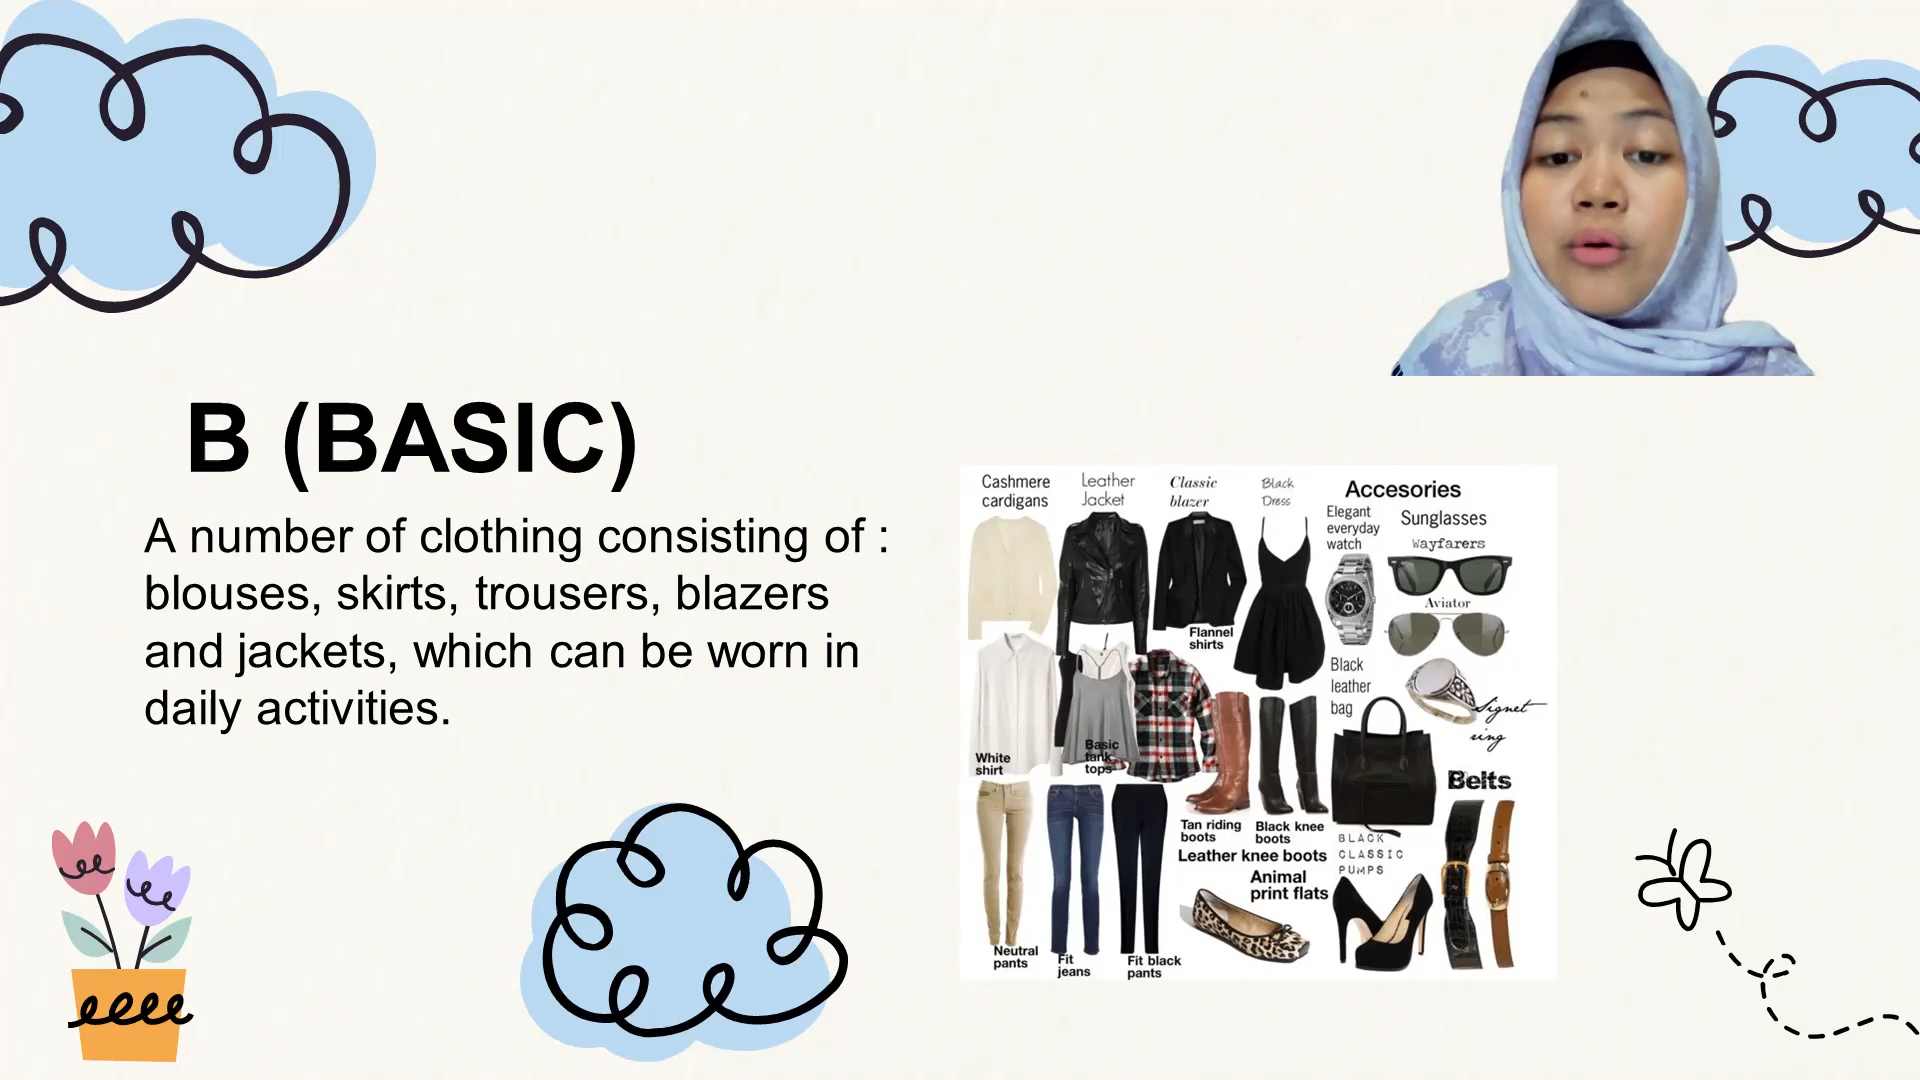 B (BASIC)
A number of clothing consisting of :
blouses, skirts, trousers, blazers
and jackets, which can be worn in
daily activities.
Cashmere
cardigans
Leather
Jacket
Classic
blazer
Black
Dress
Accesories
Elegant
everyday
watch
Sunglasses
Wayfarers
Aviator
Flannel
shirts
Black
leather
bag
Signet
ring
White
shirt
Basic
tank
tops
Belts
Tan riding
boots
Black knee
boots
Leather knee boots
BLACK
CLASSIC
PUMPS
Animal
print flats
Neutral
pants
Fit
jeans
Fit black
pants